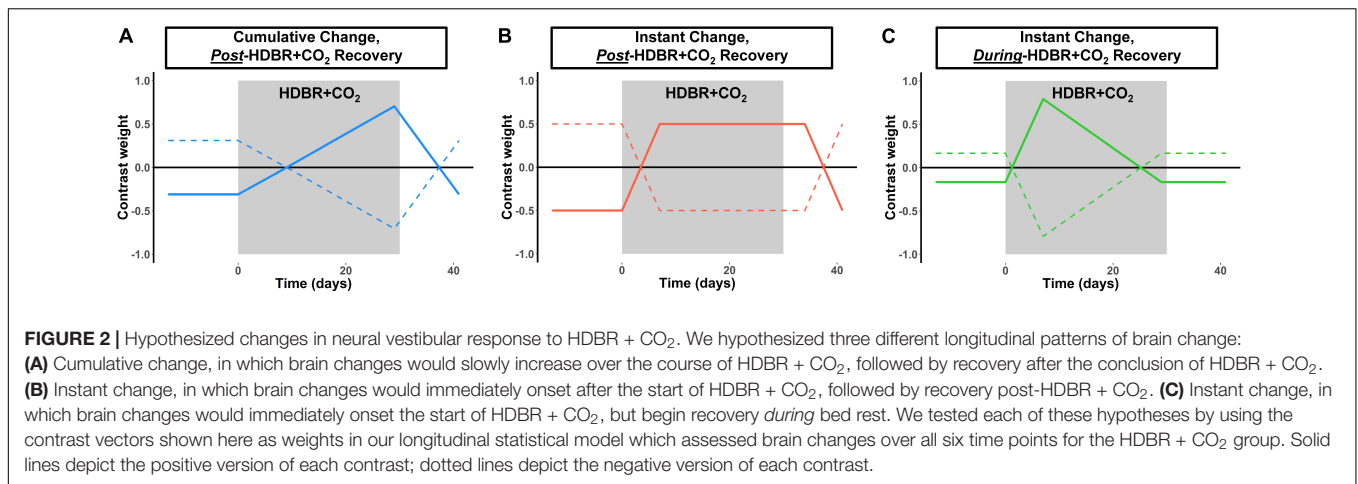 A
Cumulative Change,
Post-HDBR+CO₂ Recovery
HDBR+CO₂
1.0
0.5
0.0
-0.5
-1.0
Contrast weight
0
20
40
Time (days)
B
Instant Change,
Post-HDBR+CO₂ Recovery
HDBR+CO₂
1.0
0.5
0.0
-0.5
-1.0
Contrast weight
0
20
40
Time (days)
C
Instant Change,
During-HDBR+CO₂ Recovery
HDBR+CO₂
1.0
0.5
0.0
-0.5
-1.0
Contrast weight
0
20
40
Time (days)
FIGURE 2 | Hypothesized changes in neural vestibular response to HDBR + CO₂. We hypothesized three different longitudinal patterns of brain change:
(A) Cumulative change, in which brain changes would slowly increase over the course of HDBR + CO₂, followed by recovery after the conclusion of HDBR + CO₂.
(B) Instant change, in which brain changes would immediately onset after the start of HDBR + CO₂, followed by recovery post-HDBR + CO₂. (C) Instant change, in
which brain changes would immediately onset the start of HDBR + CO₂, but begin recovery during bed rest. We tested each of these hypotheses by using the
contrast vectors shown here as weights in our longitudinal statistical model which assessed brain changes over all six time points for the HDBR + CO₂ group. Solid
lines depict the positive version of each contrast; dotted lines depict the negative version of each contrast.